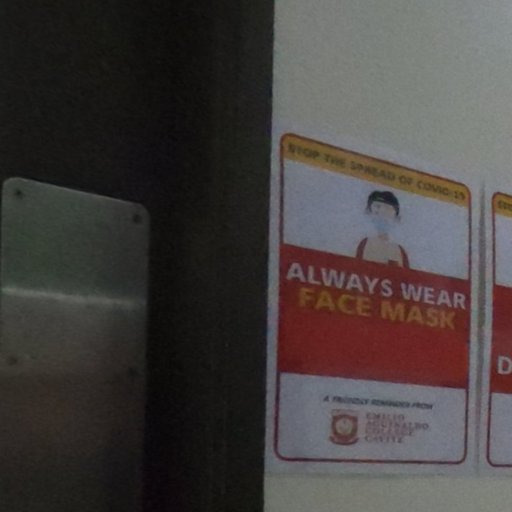 STOP THE SPREAD OF COVID-19
ALWAYS WEAR
FACE MASK
A FRIENDLY REMINDER FROM
EMILIO
AGUINALDO
COLLEGE
CAVITE
D